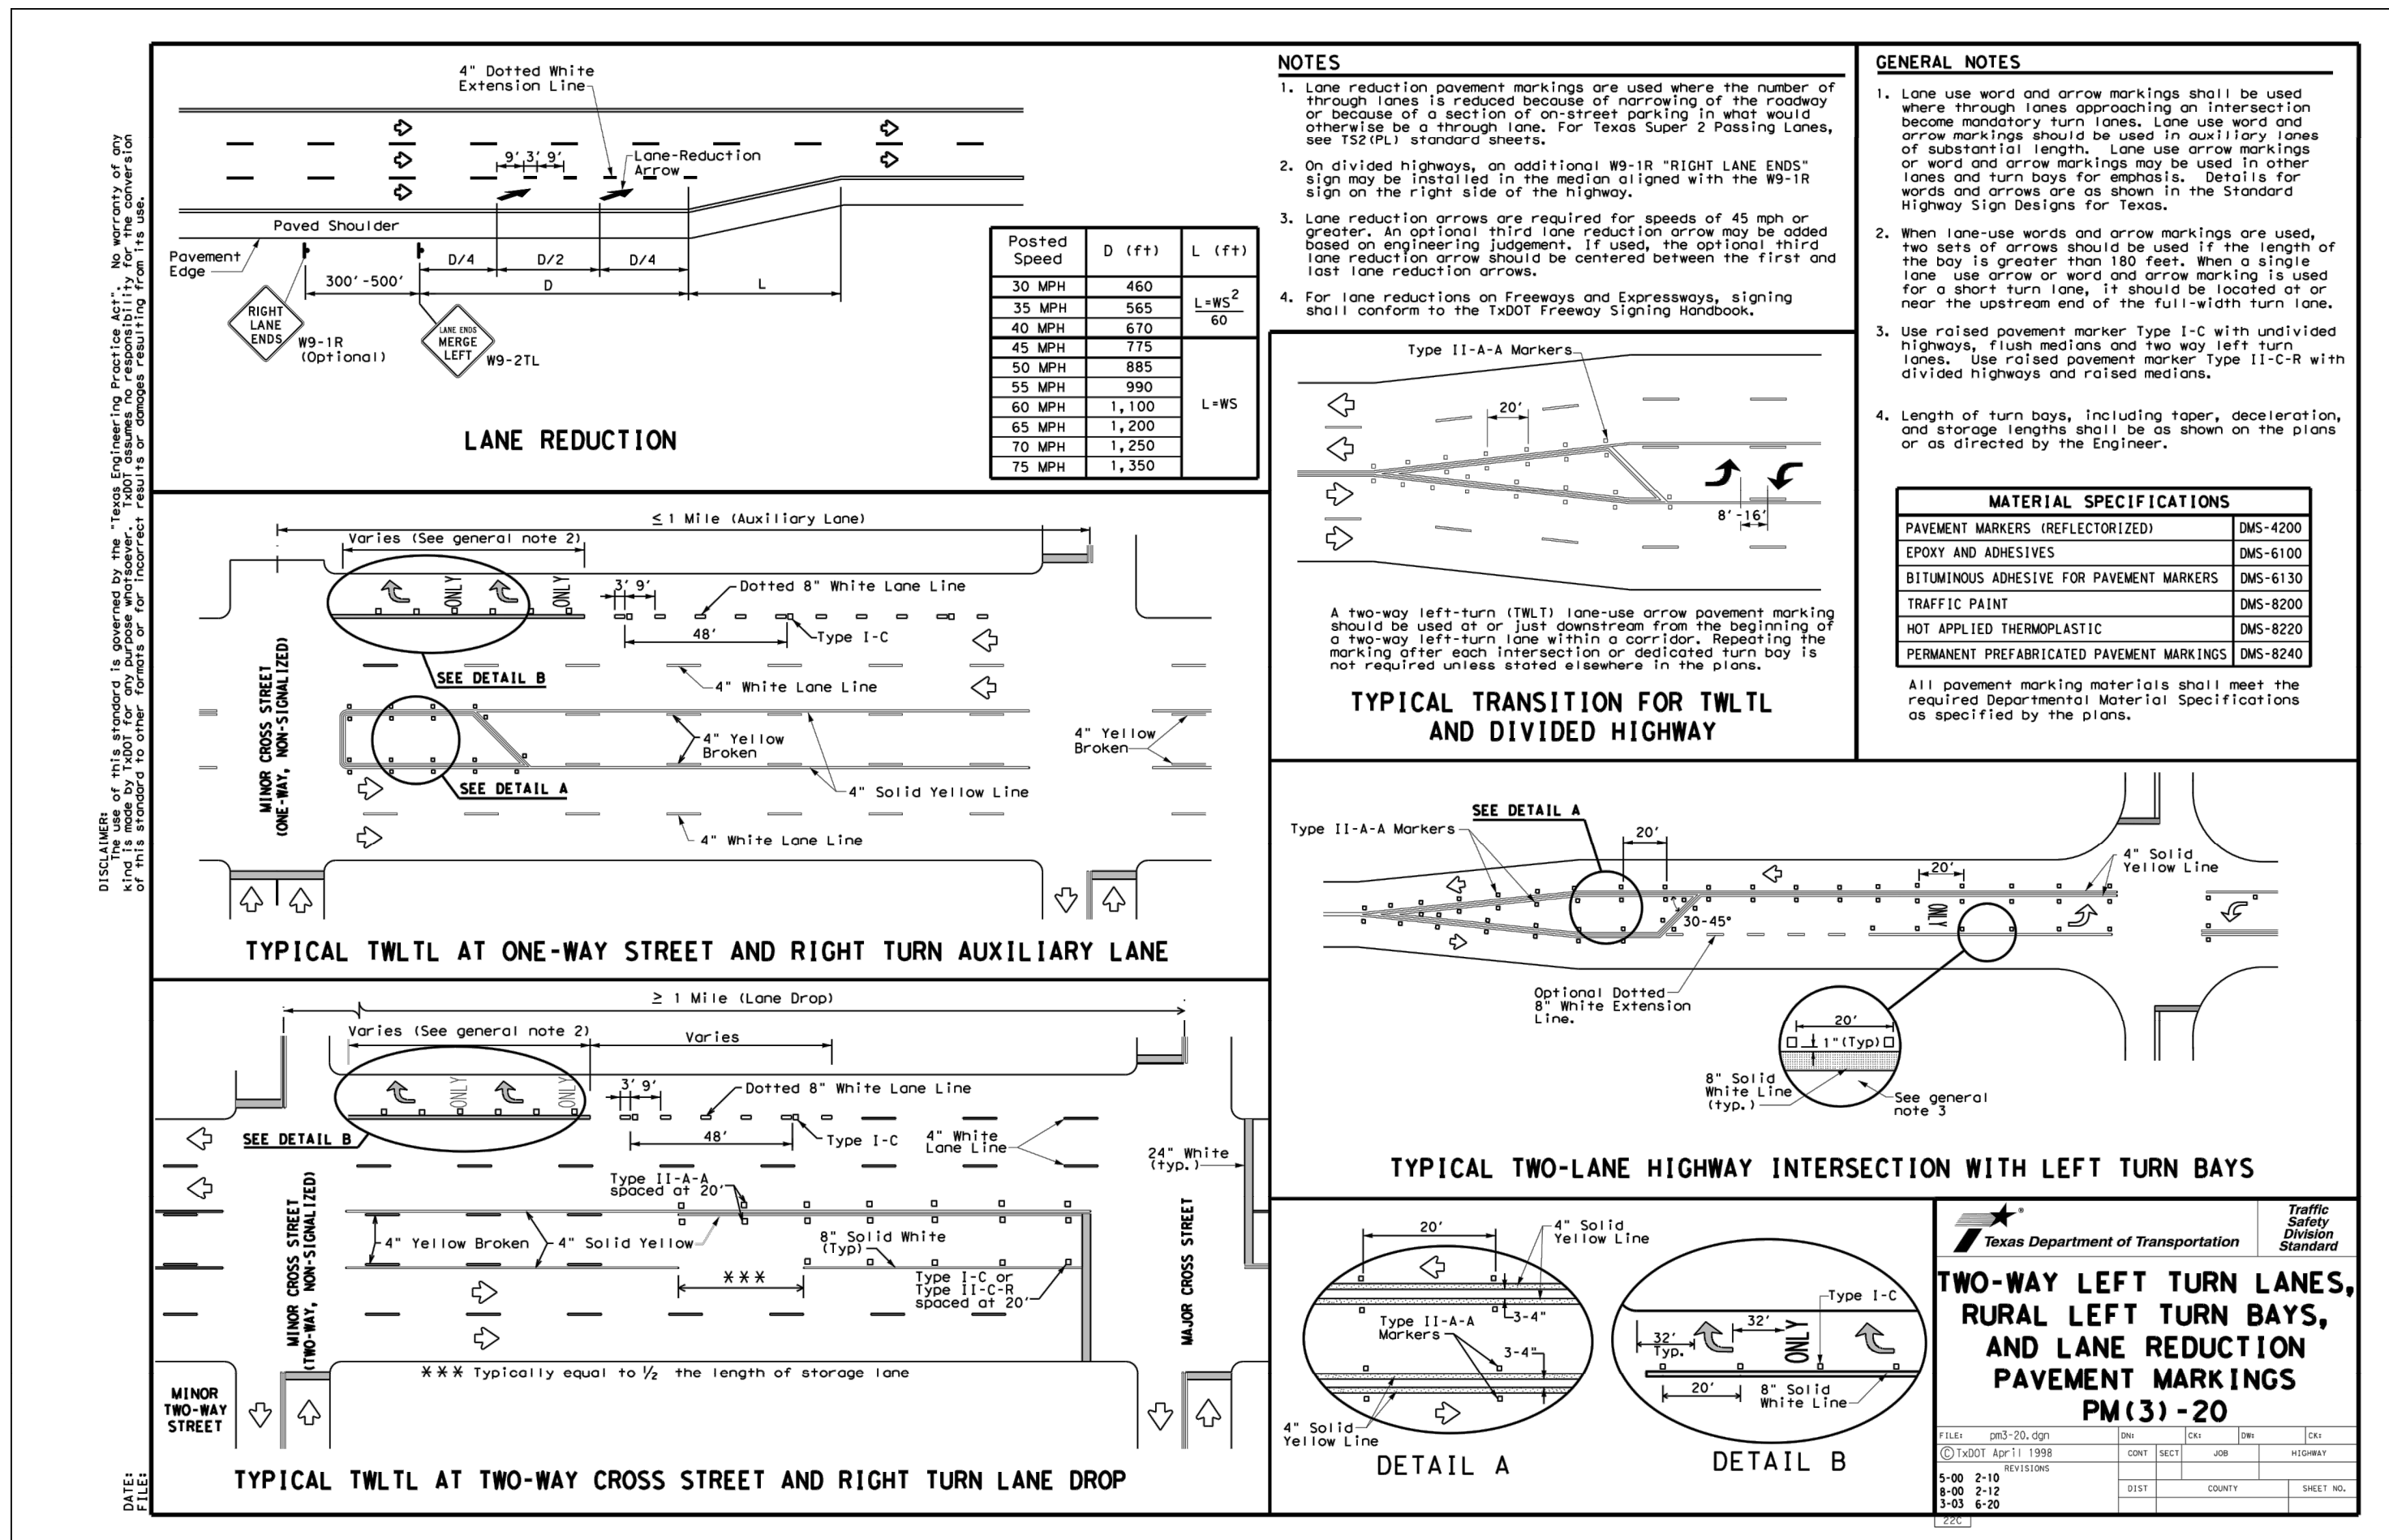 DISCLAIMER:
The use of this standard is governed by the "Texas Engineering Practice Act". No warranty of any
kind is made by TxDOT for any purpose whatsoever. TxDOT assumes no responsibility for the conversion
of this standard to other formats or for incorrect results or damages resulting from its use.
DATE:
FILE:
4" Dotted White
Extension Line
9' 3' 9'
Lane-Reduction
Arrow
Paved Shoulder
Pavement
Edge
D/4
D/2
D/4
300'-500'
D
L
RIGHT
LANE
ENDS
W9-1R
(Optional)
LANE ENDS
MERGE
LEFT
W9-2TL
LANE REDUCTION
Posted
Speed
D (ft)
L (ft)
30 MPH 460
35 MPH 565
40 MPH 670
L=WS²
60
45 MPH 775
50 MPH 885
55 MPH 990
60 MPH 1,100
65 MPH 1,200
70 MPH 1,250
75 MPH 1,350
L=WS
NOTES
1. Lane reduction pavement markings are used where the number of
through lanes is reduced because of narrowing of the roadway
or because of a section of on-street parking in what would
otherwise be a through lane. For Texas Super 2 Passing Lanes,
see TS2(PL) standard sheets.
2. On divided highways, an additional W9-1R "RIGHT LANE ENDS"
sign may be installed in the median aligned with the W9-1R
sign on the right side of the highway.
3. Lane reduction arrows are required for speeds of 45 mph or
greater. An optional third lane reduction arrow may be added
based on engineering judgement. If used, the optional third
lane reduction arrow should be centered between the first and
last lane reduction arrows.
4. For lane reductions on Freeways and Expressways, signing
shall conform to the TxDOT Freeway Signing Handbook.
GENERAL NOTES
1. Lane use word and arrow markings shall be used
where through lanes approaching an intersection
become mandatory turn lanes. Lane use word and
arrow markings should be used in auxiliary lanes
of substantial length. Lane use arrow markings
or word and arrow markings may be used in other
lanes and turn bays for emphasis. Details for
words and arrows are as shown in the Standard
Highway Sign Designs for Texas.
2. When lane-use words and arrow markings are used,
two sets of arrows should be used if the length of
the bay is greater than 180 feet. When a single
lane use arrow or word and arrow marking is used
for a short turn lane, it should be located at or
near the upstream end of the full-width turn lane.
3. Use raised pavement marker Type I-C with undivided
highways, flush medians and two way left turn
lanes. Use raised pavement marker Type II-C-R with
divided highways and raised medians.
4. Length of turn bays, including taper, deceleration,
and storage lengths shall be as shown on the plans
or as directed by the Engineer.
MATERIAL SPECIFICATIONS
PAVEMENT MARKERS (REFLECTORIZED) DMS-4200
EPOXY AND ADHESIVES DMS-6100
BITUMINOUS ADHESIVE FOR PAVEMENT MARKERS DMS-6130
TRAFFIC PAINT DMS-8200
HOT APPLIED THERMOPLASTIC DMS-8220
PERMANENT PREFABRICATED PAVEMENT MARKINGS DMS-8240
All pavement marking materials shall meet the
required Departmental Material Specifications
as specified by the plans.
Type II-A-A Markers
20'
8'-16'
A two-way left-turn (TWLT) lane-use arrow pavement marking
should be used at or just downstream from the beginning of
a two-way left-turn lane within a corridor. Repeating the
marking after each intersection or dedicated turn bay is
not required unless stated elsewhere in the plans.
TYPICAL TRANSITION FOR TWLTL
AND DIVIDED HIGHWAY
≤ 1 Mile (Auxiliary Lane)
Varies (See general note 2)
ONLY
ONLY
3' 9'
Dotted 8" White Lane Line
48'
Type I-C
SEE DETAIL B
4" White Lane Line
MINOR CROSS STREET
(ONE-WAY, NON-SIGNALIZED)
4" Yellow
Broken
4" Yellow
Broken
SEE DETAIL A
4" Solid Yellow Line
4" White Lane Line
TYPICAL TWLTL AT ONE-WAY STREET AND RIGHT TURN AUXILIARY LANE
≥ 1 Mile (Lane Drop)
Varies (See general note 2)
Varies
ONLY
ONLY
3' 9'
Dotted 8" White Lane Line
SEE DETAIL B
48'
Type I-C
4" White
Lane Line
24" White
(typ.)
Type II-A-A
spaced at 20'
MINOR CROSS STREET
(TWO-WAY, NON-SIGNALIZED)
4" Yellow Broken
4" Solid Yellow
8" Solid White
(Typ)
***
Type I-C or
Type II-C-R
spaced at 20'
MAJOR CROSS STREET
*** Typically equal to ½ the length of storage lane
MINOR
TWO-WAY
STREET
TYPICAL TWLTL AT TWO-WAY CROSS STREET AND RIGHT TURN LANE DROP
SEE DETAIL A
Type II-A-A Markers
20'
4" Solid
Yellow Line
20'
ONLY
30-45°
Optional Dotted
8" White Extension
Line.
20'
1"(Typ)
8" Solid
White Line
(typ.)
See general
note 3
TYPICAL TWO-LANE HIGHWAY INTERSECTION WITH LEFT TURN BAYS
20'
4" Solid
Yellow Line
3-4"
Type II-A-A
Markers
3-4"
4" Solid
Yellow Line
DETAIL A
Type I-C
32'
32'
Typ.
ONLY
20'
8" Solid
White Line
DETAIL B
®
Texas Department of Transportation
Traffic
Safety
Division
Standard
TWO-WAY LEFT TURN LANES,
RURAL LEFT TURN BAYS,
AND LANE REDUCTION
PAVEMENT MARKINGS
PM(3)-20
FILE: pm3-20.dgn DN: CK: DW: CK:
© TxDOT April 1998 CONT SECT JOB HIGHWAY
REVISIONS
5-00 2-10
8-00 2-12
3-03 6-20
DIST COUNTY SHEET NO.
22C